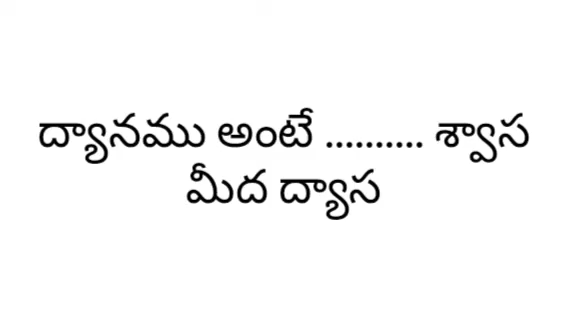 ద్యానము అంటే .......... శ్వాస
మీద ద్యాస